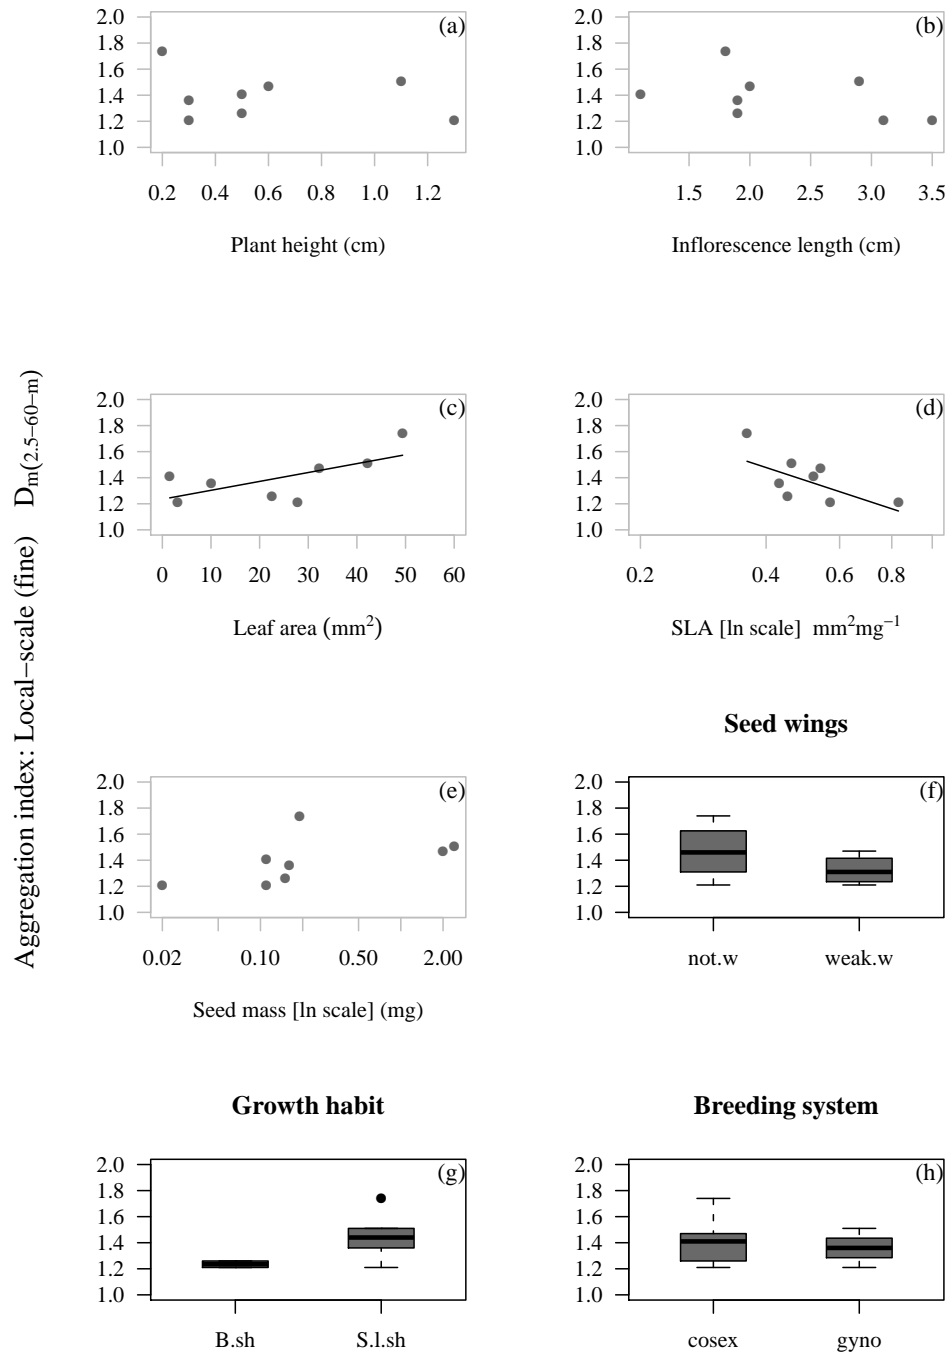 Aggregation index: Local−scale (fine) Dm(2.5−60−m)
(a)
2.0
1.8
1.6
1.4
1.2
1.0
0.2 0.4 0.6 0.8 1.0 1.2
Plant height (cm)
(b)
2.0
1.8
1.6
1.4
1.2
1.0
1.5 2.0 2.5 3.0 3.5
Inflorescence length (cm)
(c)
2.0
1.8
1.6
1.4
1.2
1.0
0 10 20 30 40 50 60
Leaf area (mm²)
(d)
2.0
1.8
1.6
1.4
1.2
1.0
0.2 0.4 0.6 0.8
SLA [ln scale] mm²mg⁻¹
(e)
2.0
1.8
1.6
1.4
1.2
1.0
0.02 0.10 0.50 2.00
Seed mass [ln scale] (mg)
Seed wings
(f)
2.0
1.8
1.6
1.4
1.2
1.0
not.w weak.w
Growth habit
(g)
2.0
1.8
1.6
1.4
1.2
1.0
B.sh S.l.sh
Breeding system
(h)
2.0
1.8
1.6
1.4
1.2
1.0
cosex gyno